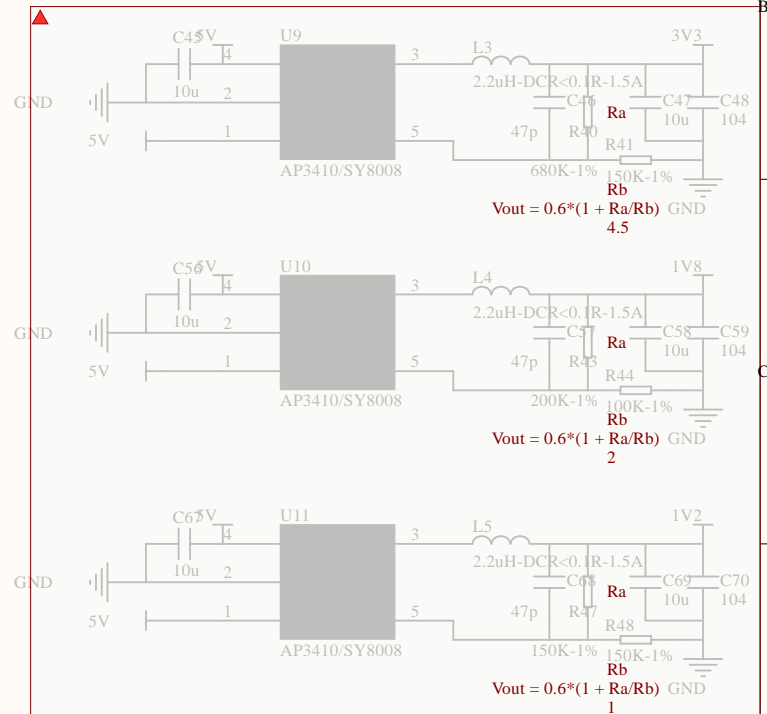 B
C45
5V
U9
4
3
L3
3V3
2.2uH-DCR<0.1R-1.5A
10u
GND
2
C46
Ra
C47
C48
10u
104
5V
1
5
47p
R40
R41
AP3410/SY8008
680K-1%
150K-1%
Rb
Vout = 0.6*(1 + Ra/Rb)
GND
4.5
C56
5V
U10
4
3
L4
1V8
2.2uH-DCR<0.1R-1.5A
10u
GND
2
C57
Ra
C58
C59
10u
104
5V
1
5
47p
R43
R44
C
AP3410/SY8008
200K-1%
100K-1%
Rb
Vout = 0.6*(1 + Ra/Rb)
GND
2
C67
5V
U11
4
3
L5
1V2
2.2uH-DCR<0.1R-1.5A
10u
GND
2
C68
Ra
C69
C70
10u
104
5V
1
5
47p
R47
R48
AP3410/SY8008
150K-1%
150K-1%
Rb
Vout = 0.6*(1 + Ra/Rb)
GND
1